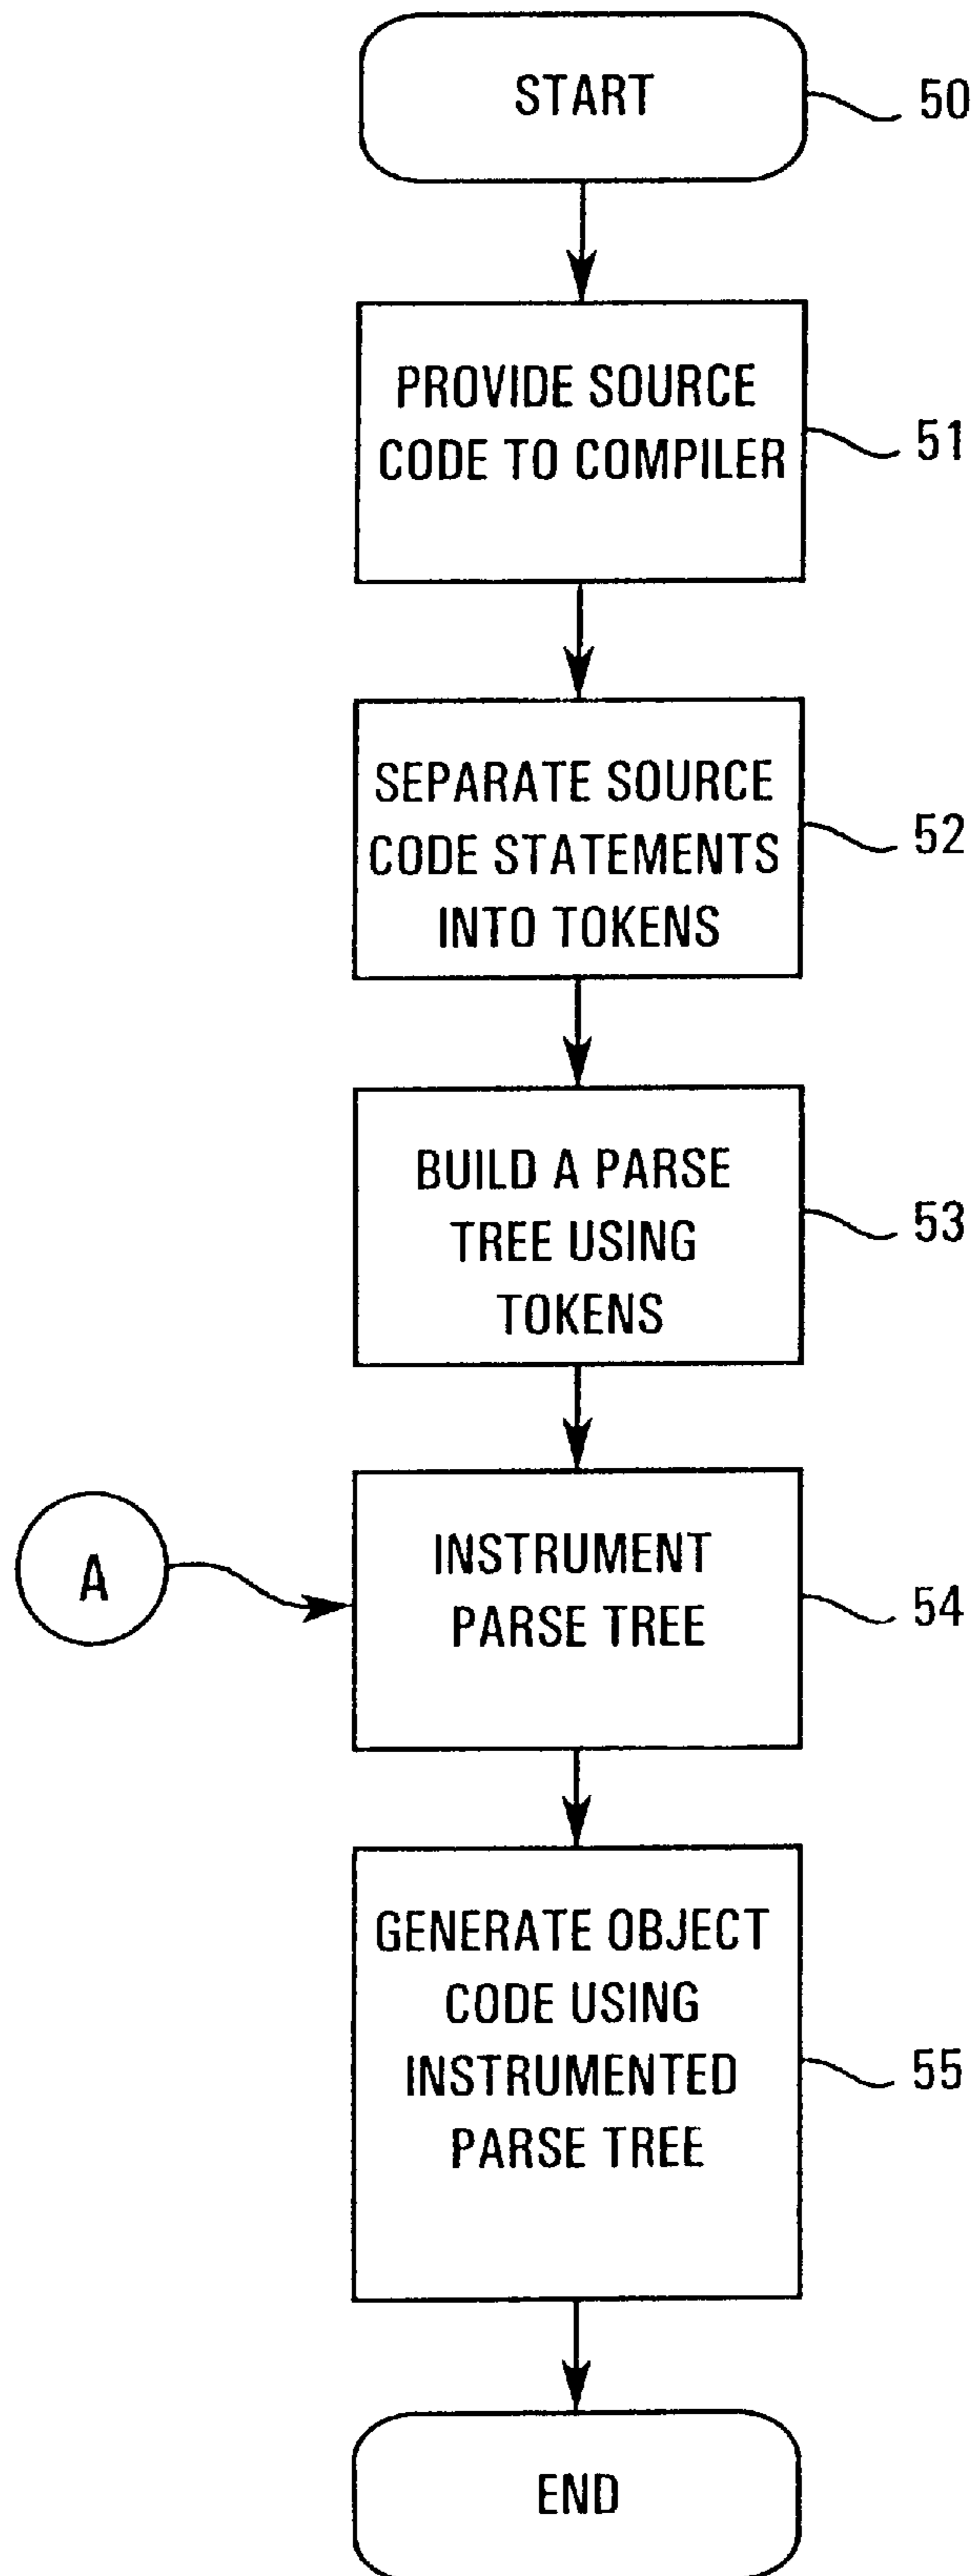 START
50
PROVIDE SOURCE
CODE TO COMPILER
51
SEPARATE SOURCE
CODE STATEMENTS
INTO TOKENS
52
BUILD A PARSE
TREE USING
TOKENS
53
A
INSTRUMENT
PARSE TREE
54
GENERATE OBJECT
CODE USING
INSTRUMENTED
PARSE TREE
55
END